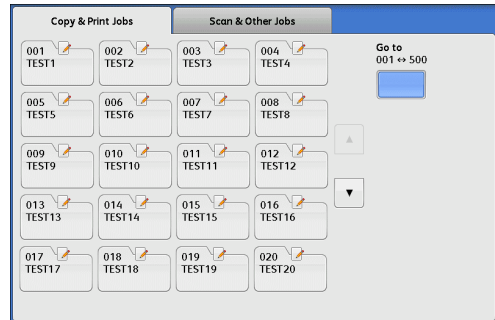 Copy & Print Jobs
Scan & Other Jobs
001
TEST1
002
TEST2
003
TEST3
004
TEST4
Go to
001 ↔ 500
005
TEST5
006
TEST6
007
TEST7
008
TEST8
009
TEST9
010
TEST10
011
TEST11
012
TEST12
013
TEST13
014
TEST14
015
TEST15
016
TEST16
017
TEST17
018
TEST18
019
TEST19
020
TEST20